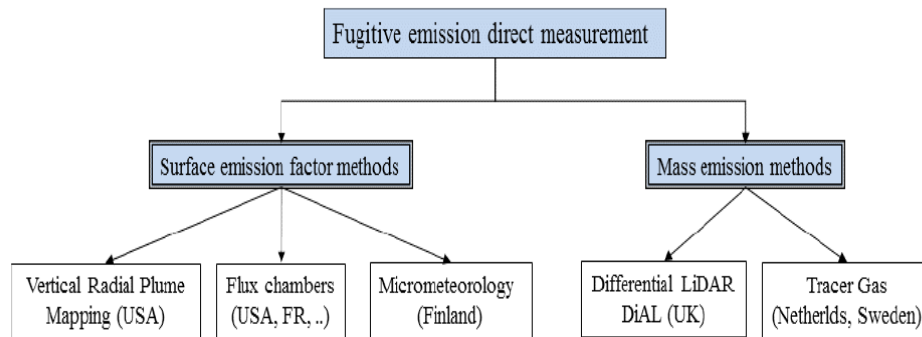 Fugitive emission direct measurement
Surface emission factor methods
Mass emission methods
Vertical Radial Plume
Mapping (USA)
Flux chambers
(USA, FR, ..)
Micrometeorology
(Finland)
Differential LiDAR
DiAL (UK)
Tracer Gas
(Netherlds, Sweden)